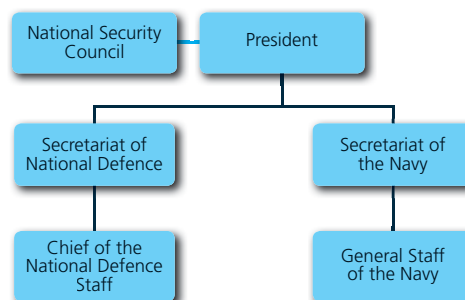 National Security
Council
President
Secretariat of
National Defence
Secretariat of
the Navy
Chief of the
National Defence
Staff
General Staff
of the Navy